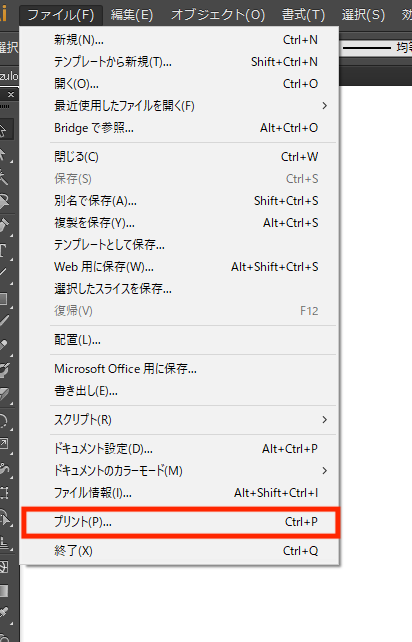 Ai ファイル(F) 編集(E) オブジェクト(O) 書式(T) 選択(S) 効
選択
均
新規(N)... Ctrl+N
zulo
テンプレートから新規(T)... Shift+Ctrl+N
開く(O)... Ctrl+O
最近使用したファイルを開く(F)
Bridge で参照... Alt+Ctrl+O
閉じる(C) Ctrl+W
保存(S) Ctrl+S
別名で保存(A)... Shift+Ctrl+S
複製を保存(Y)... Alt+Ctrl+S
テンプレートとして保存...
Web 用に保存(W)... Alt+Shift+Ctrl+S
選択したスライスを保存...
復帰(V) F12
配置(L)...
Microsoft Office 用に保存...
書き出し(E)...
スクリプト(R)
ドキュメント設定(D)... Alt+Ctrl+P
ドキュメントのカラーモード(M)
ファイル情報(I)... Alt+Shift+Ctrl+I
プリント(P)... Ctrl+P
終了(X) Ctrl+Q